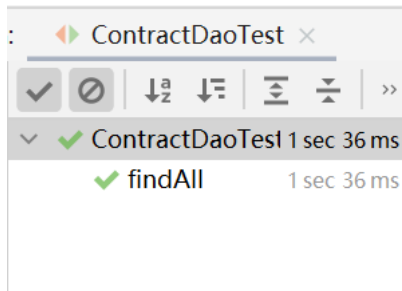 : ContractDaoTest ×
ContractDaoTest 1 sec 36 ms
findAll 1 sec 36 ms